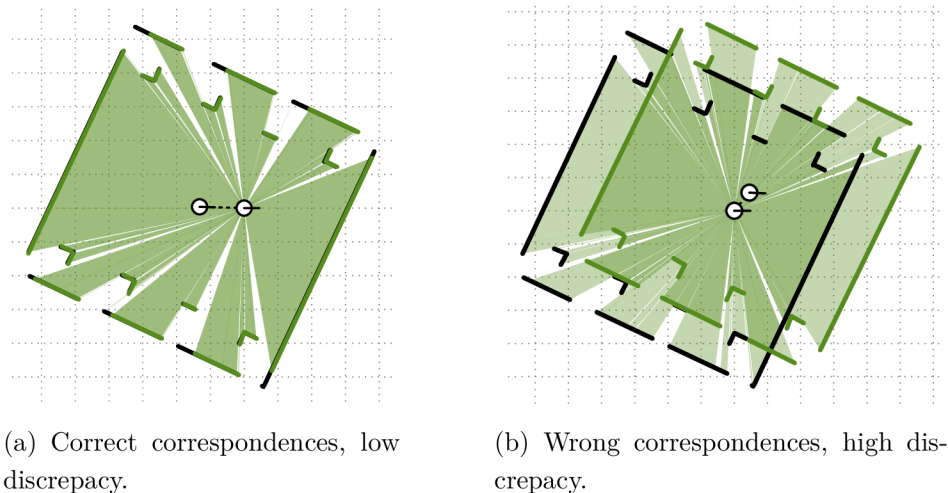 (a) Correct correspondences, low
discrepacy.
(b) Wrong correspondences, high dis-
crepacy.